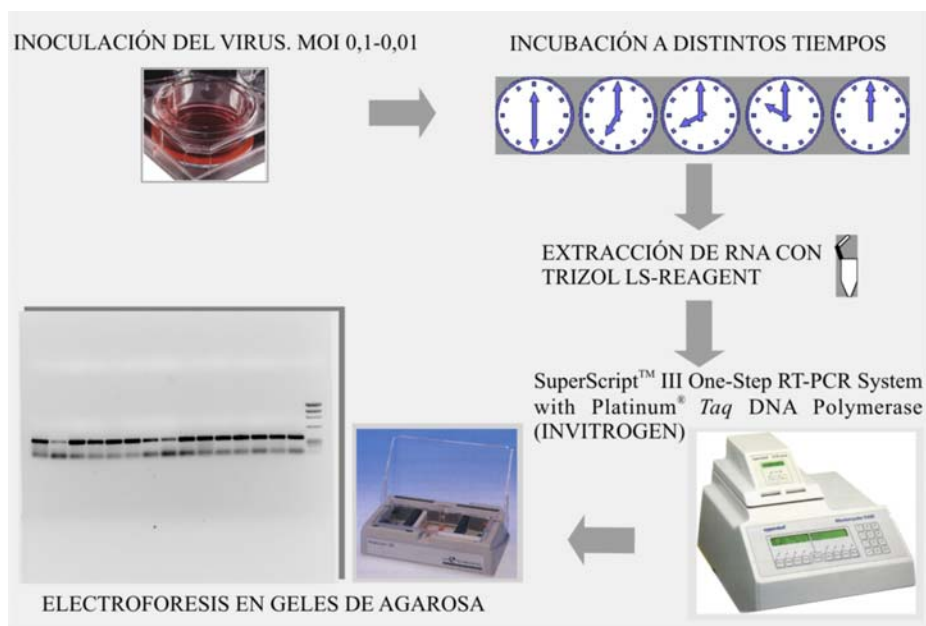 INOCULACIÓN DEL VIRUS. MOI 0,1-0,01
INCUBACIÓN A DISTINTOS TIEMPOS
EXTRACCIÓN DE RNA CON
TRIZOL LS-REAGENT
SuperScript™ III One-Step RT-PCR System
with Platinum® Taq DNA Polymerase
(INVITROGEN)
eppendorf
ELECTROFORESIS EN GELES DE AGAROSA